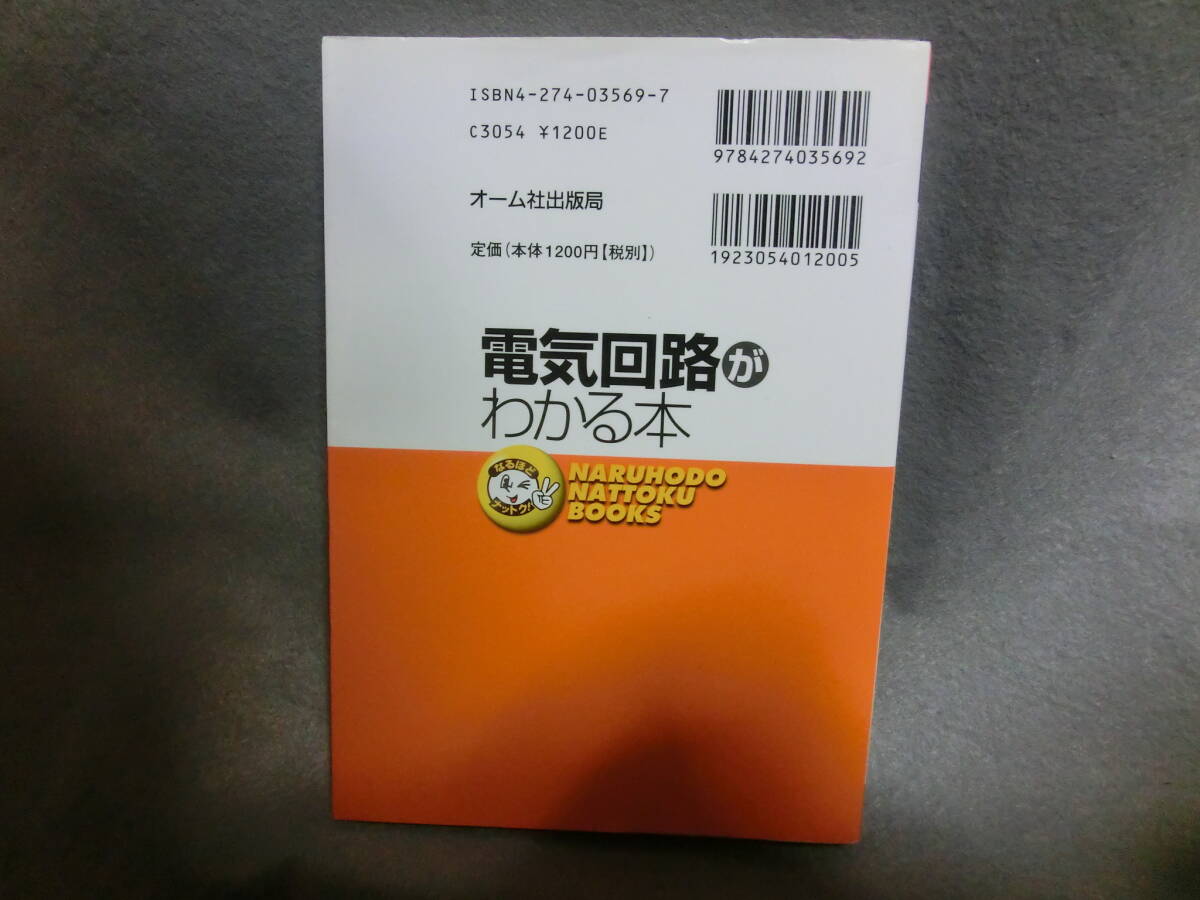 ISBN4-274-03569-7
C3054 ¥1200E
9784274035692
オーム社出版局
定価(本体1200円【税別】)
1923054012005
電気回路が
わかる本
なるほど
ナットク!
NARUHODO
NATTOKU
BOOKS